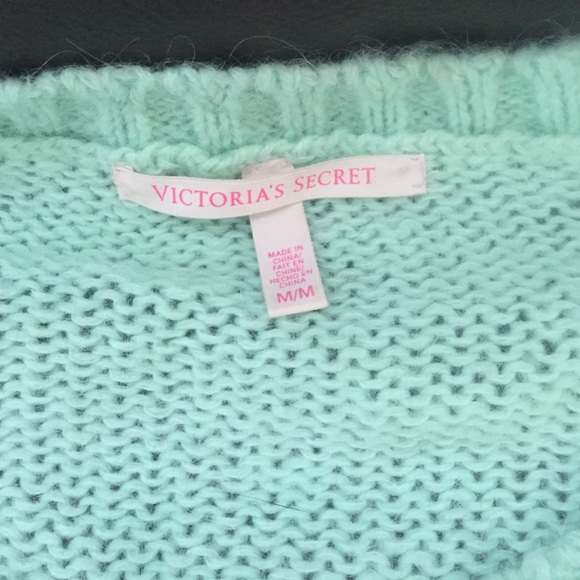 VICTORIA'S SECRET
MADE IN
CHINA/
FAIT EN
CHINE/
HECHO EN
CHINA
M/M